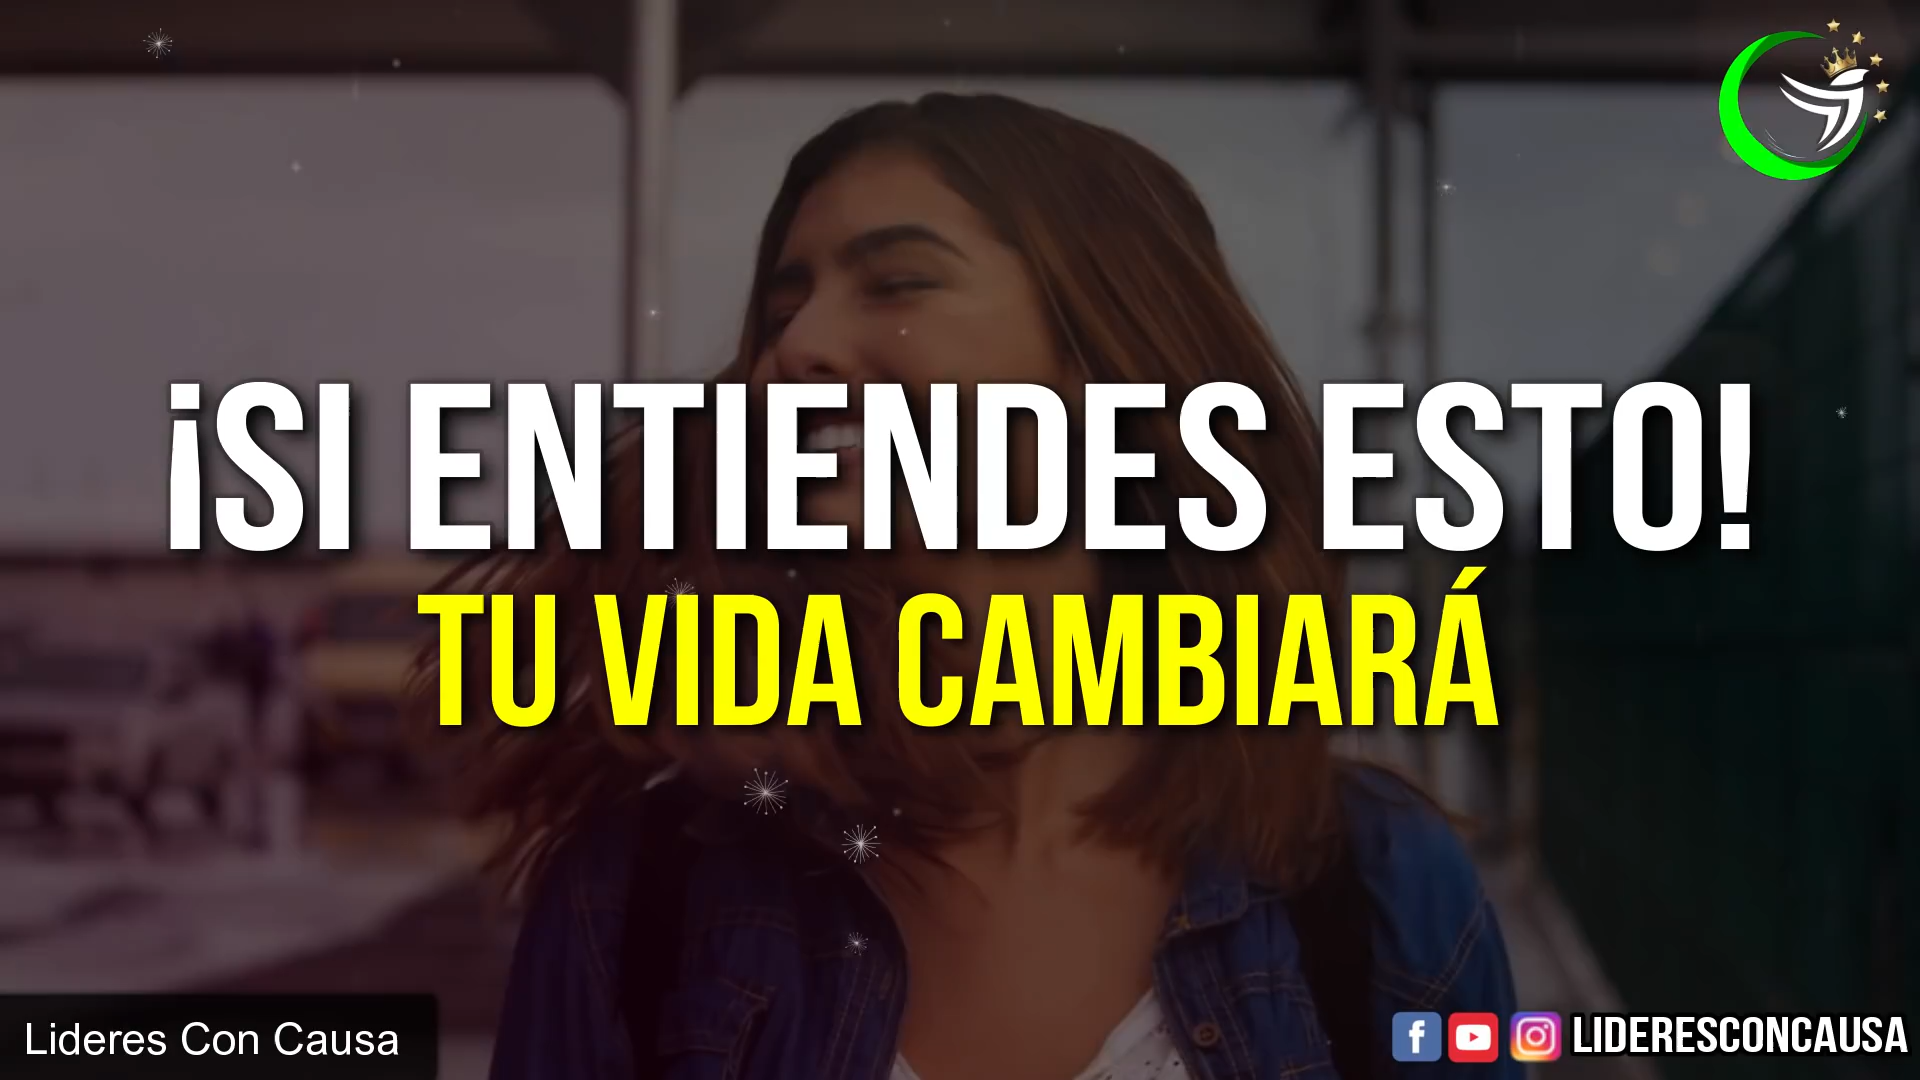 ¡SI ENTIENDES ESTO!
TU VIDA CAMBIARÁ
Lideres Con Causa
LIDERESCONCAUSA